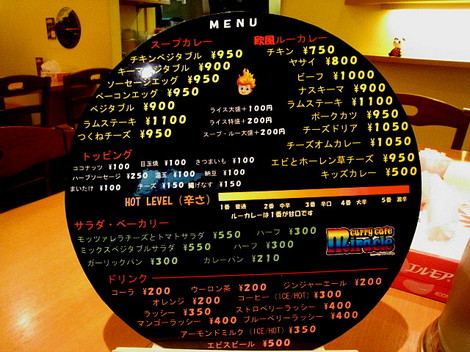 MENU
スープカレー
チキンベジタブル ¥950
キーマベジタブル ¥900
ソーセージエッグ ¥950
ベーコンエッグ ¥950
ベジタブル ¥900
ラムステーキ ¥1100
つくねチーズ ¥950
欧風ルーカレー
チキン ¥750
ヤサイ ¥800
ビーフ ¥1000
ナスキーマ ¥900
ラムステーキ ¥1100
ポークカツ ¥950
チーズドリア ¥1050
チーズオムカレー ¥1050
エビとホーレン草チーズ ¥950
キッズカレー ¥500
ライス大盛+100円
ライス特盛+200円
スープ・ルー大盛+200円
トッピング
ココナッツ ¥100 目玉焼 ¥100 さつまいも ¥100
ハーブソーセージ ¥250 温玉 ¥100 納豆 ¥100
まいたけ ¥100 チーズ ¥150 揚げなす ¥150
HOT LEVEL (辛さ)
1番 普通 2番 中辛 3番 辛口 4番 大辛 5番 激辛
ルーカレーは1番が甘口です
サラダ・ベーカリー
モッツァレラチーズとトマトサラダ ¥550 ハーフ ¥300
ミックスベジタブルサラダ ¥550 ハーフ ¥300
ガーリックパン ¥300 カレーパン ¥210
curry cafe
Miracle
ドリンク
コーラ ¥200 ウーロン茶 ¥200 ジンジャーエール ¥200
オレンジ ¥200 コーヒー (ICE/HOT) ¥300
ラッシー ¥350 ストロベリーラッシー ¥400
マンゴーラッシー ¥400 ブルーベリーラッシー ¥400
アーモンドミルク (ICE/HOT) ¥350
エビスビール ¥500